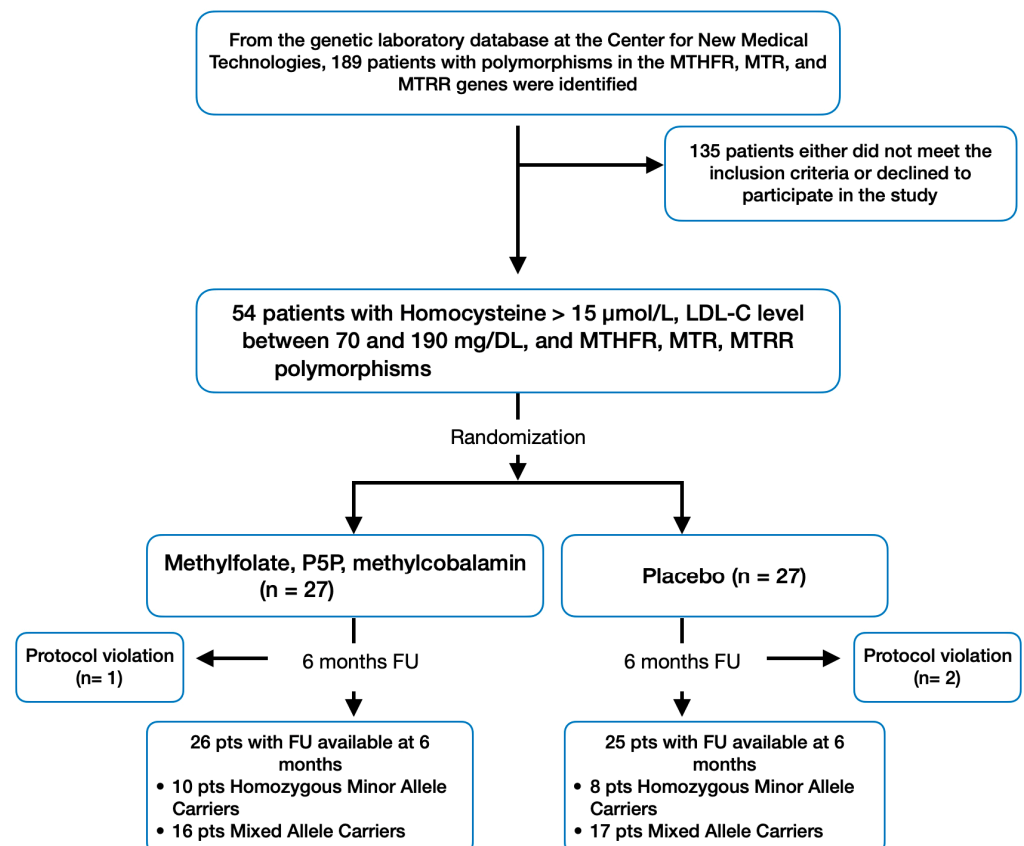 From the genetic laboratory database at the Center for New Medical
Technologies, 189 patients with polymorphisms in the MTHFR, MTR, and
MTRR genes were identified
135 patients either did not meet the
inclusion criteria or declined to
participate in the study
54 patients with Homocysteine > 15 μmol/L, LDL-C level
between 70 and 190 mg/DL, and MTHFR, MTR, MTRR
polymorphisms
Randomization
Methylfolate, P5P, methylcobalamin
(n = 27)
Placebo (n = 27)
Protocol violation
(n= 1)
6 months FU
6 months FU
Protocol violation
(n= 2)
26 pts with FU available at 6
months
• 10 pts Homozygous Minor Allele
Carriers
• 16 pts Mixed Allele Carriers
25 pts with FU available at 6
months
• 8 pts Homozygous Minor Allele
Carriers
• 17 pts Mixed Allele Carriers